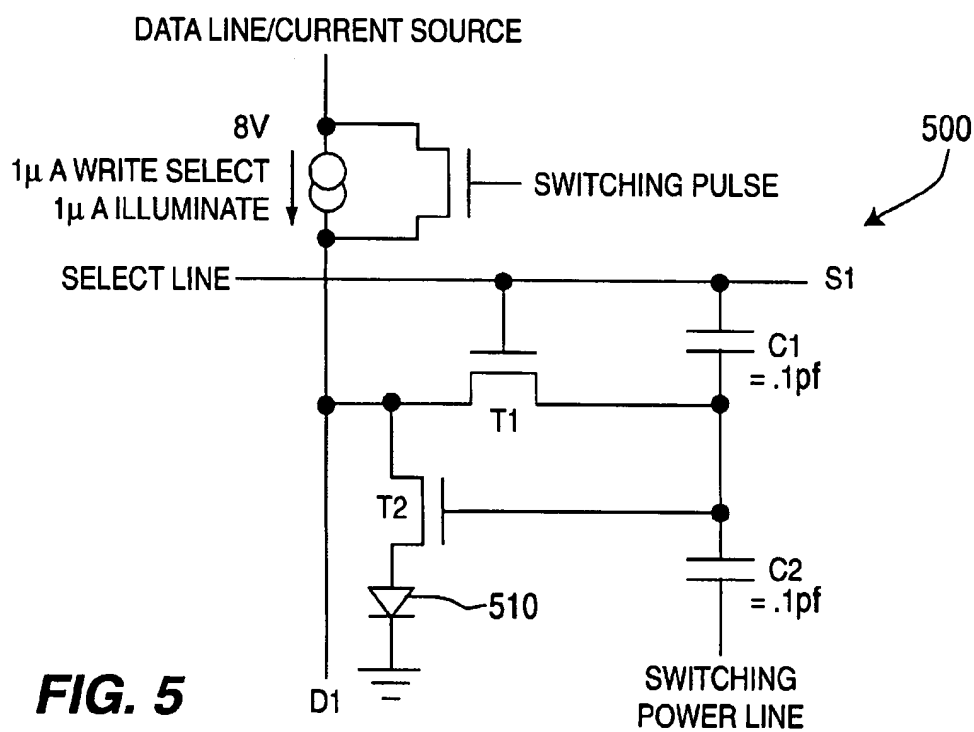 DATA LINE/CURRENT SOURCE
8V
1μ A WRITE SELECT
1μ A ILLUMINATE
SWITCHING PULSE
500
SELECT LINE
S1
C1
= .1pf
T1
T2
C2
= .1pf
510
D1
SWITCHING
POWER LINE
FIG. 5